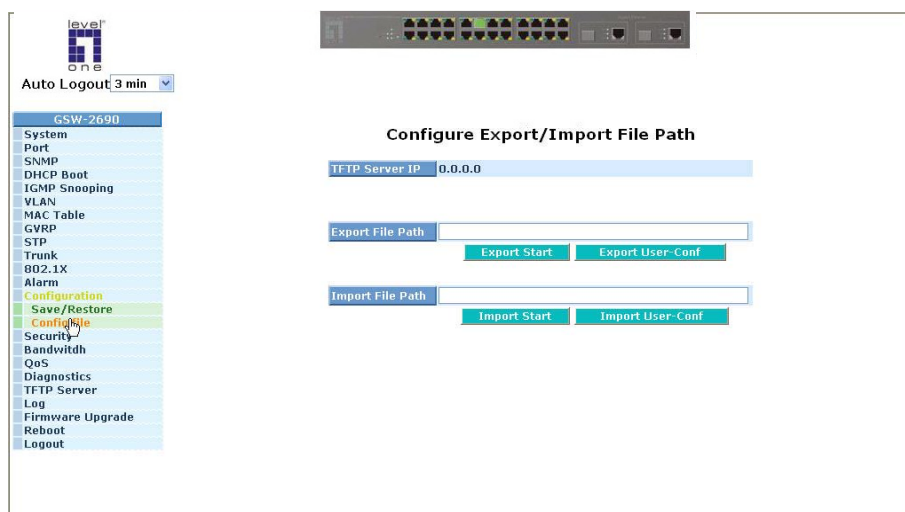 level
one
Auto Logout 3 min
GSW-2690
System
Port
SNMP
DHCP Boot
IGMP Snooping
VLAN
MAC Table
GVRP
STP
Trunk
802.1X
Alarm
Configuration
Save/Restore
Config File
Security
Bandwitdh
QoS
Diagnostics
TFTP Server
Log
Firmware Upgrade
Reboot
Logout
Configure Export/Import File Path
TFTP Server IP 0.0.0.0
Export File Path
Export Start Export User-Conf
Import File Path
Import Start Import User-Conf